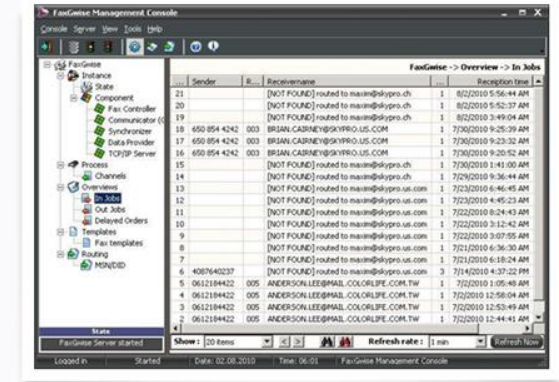 FaxGwise Management Console
Console Server View Tools Help
FaxGwise -> Overview -> In Jobs
FaxGwise
Instance
State
Component
Fax Controller
Communicator (G
Synchronizer
Data Provider
TCP/IP Server
Process
Channels
Overviews
In Jobs
Out Jobs
Delayed Orders
Templates
Fax templates
Routing
MSN/DID
State
FaxGwise Server started
... Sender R... Receivername ... Receiption time
21 [NOT FOUND] routed to maxim@skypro.ch 1 8/2/2010 5:56:44 AM
20 [NOT FOUND] routed to maxim@skypro.ch 1 8/2/2010 5:52:37 AM
19 [NOT FOUND] routed to maxim@skypro.ch 1 8/2/2010 3:49:04 AM
18 650 854 4242 003 BRIAN.CAIRNEY@SKYPRO.US.COM 1 7/30/2010 9:25:39 AM
17 650 854 4242 003 BRIAN.CAIRNEY@SKYPRO.US.COM 1 7/30/2010 9:23:32 AM
16 650 854 4242 003 BRIAN.CAIRNEY@SKYPRO.US.COM 1 7/30/2010 9:20:52 AM
15 [NOT FOUND] routed to maxim@skypro.ch 1 7/30/2010 1:41:00 AM
14 [NOT FOUND] routed to maxim@skypro.ch 1 7/29/2010 9:36:44 AM
13 [NOT FOUND] routed to maxim@skypro.us.com 1 7/23/2010 6:46:45 AM
12 [NOT FOUND] routed to maxim@skypro.us.com 1 7/23/2010 4:45:23 AM
11 [NOT FOUND] routed to maxim@skypro.us.com 1 7/22/2010 8:24:43 AM
10 [NOT FOUND] routed to maxim@skypro.us.com 1 7/22/2010 3:12:42 AM
9 [NOT FOUND] routed to maxim@skypro.us.com 1 7/22/2010 3:07:55 AM
8 [NOT FOUND] routed to maxim@skypro.us.com 1 7/21/2010 6:36:30 AM
7 [NOT FOUND] routed to maxim@skypro.us.com 1 7/21/2010 6:18:24 AM
6 4087640237 [NOT FOUND] routed to maxim@skypro.us.com 3 7/14/2010 4:37:22 PM
5 0612184422 005 ANDERSON.LEE@MAIL.COLORLIFE.COM.TW 1 7/2/2010 1:05:48 AM
4 0612184422 005 ANDERSON.LEE@MAIL.COLORLIFE.COM.TW 1 7/2/2010 12:58:04 AM
3 0612184422 005 ANDERSON.LEE@MAIL.COLORLIFE.COM.TW 1 7/2/2010 12:53:49 AM
2 0612184422 005 ANDERSON.LEE@MAIL.COLORLIFE.COM.TW 1 7/2/2010 12:44:41 AM
Show: 20 items < > Refresh rate: 1 min Refresh Now
Logged in Started Date: 02.08.2010 Time: 06:01 FaxGwise Management Console